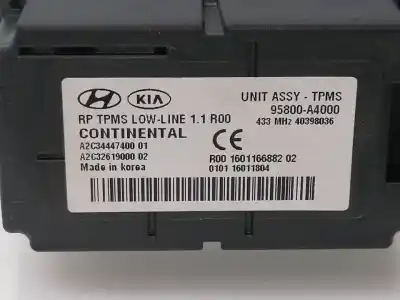 KIA
UNIT ASSY - TPMS
RP TPMS LOW-LINE 1.1 R00
95800-A4000
CONTINENTAL
433 MHz 40398036
A2C34447400 01
CE
A2C32619000 02
R00 1601166882 02
Made in korea
0101 16011804